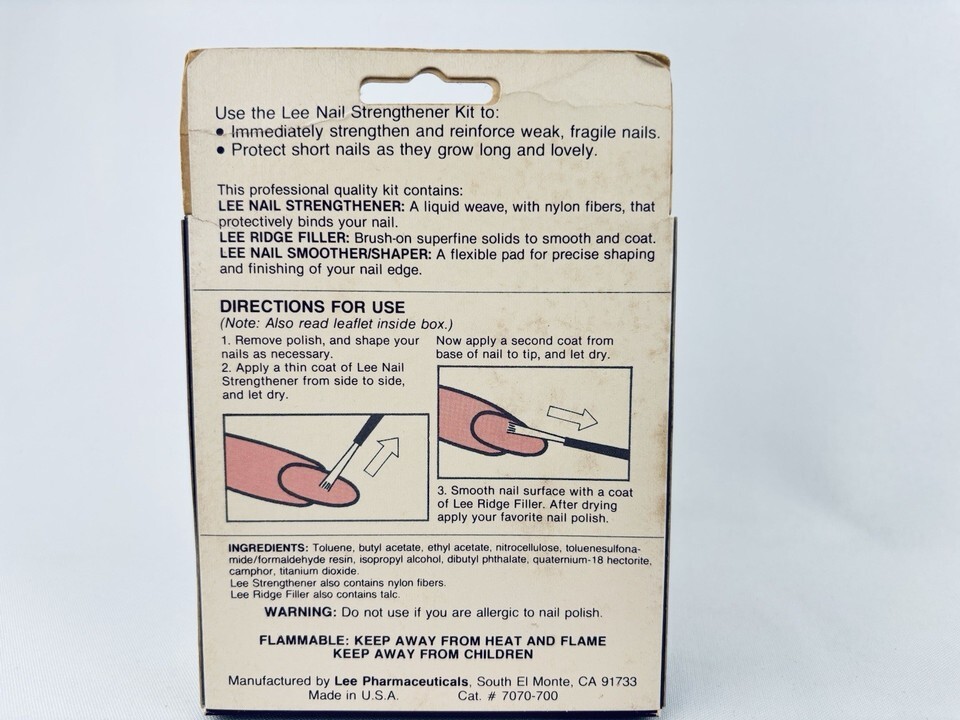 Use the Lee Nail Strengthener Kit to:
• Immediately strengthen and reinforce weak, fragile nails.
• Protect short nails as they grow long and lovely.
This professional quality kit contains:
LEE NAIL STRENGTHENER: A liquid weave, with nylon fibers, that
protectively binds your nail.
LEE RIDGE FILLER: Brush-on superfine solids to smooth and coat.
LEE NAIL SMOOTHER/SHAPER: A flexible pad for precise shaping
and finishing of your nail edge.
DIRECTIONS FOR USE
(Note: Also read leaflet inside box.)
1. Remove polish, and shape your
nails as necessary.
2. Apply a thin coat of Lee Nail
Strengthener from side to side,
and let dry.
Now apply a second coat from
base of nail to tip, and let dry.
3. Smooth nail surface with a coat
of Lee Ridge Filler. After drying
apply your favorite nail polish.
INGREDIENTS: Toluene, butyl acetate, ethyl acetate, nitrocellulose, toluenesulfona-
mide/formaldehyde resin, isopropyl alcohol, dibutyl phthalate, quaternium-18 hectorite,
camphor, titanium dioxide.
Lee Strengthener also contains nylon fibers.
Lee Ridge Filler also contains talc.
WARNING: Do not use if you are allergic to nail polish.
FLAMMABLE: KEEP AWAY FROM HEAT AND FLAME
KEEP AWAY FROM CHILDREN
Manufactured by Lee Pharmaceuticals, South El Monte, CA 91733
Made in U.S.A. Cat. # 7070-700